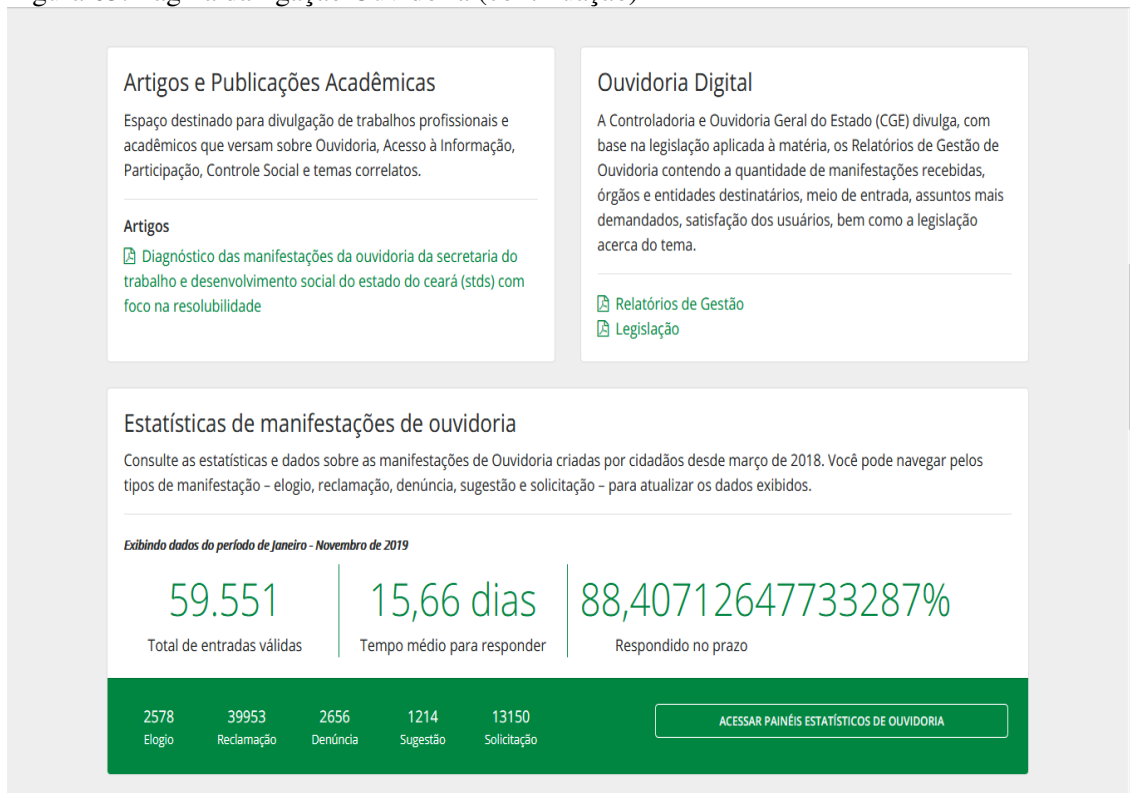 Artigos e Publicações Acadêmicas
Espaço destinado para divulgação de trabalhos profissionais e
acadêmicos que versam sobre Ouvidoria, Acesso à Informação,
Participação, Controle Social e temas correlatos.
Artigos
Diagnóstico das manifestações da ouvidoria da secretaria do
trabalho e desenvolvimento social do estado do ceará (stds) com
foco na resolubilidade
Ouvidoria Digital
A Controladoria e Ouvidoria Geral do Estado (CGE) divulga, com
base na legislação aplicada à matéria, os Relatórios de Gestão de
Ouvidoria contendo a quantidade de manifestações recebidas,
órgãos e entidades destinatários, meio de entrada, assuntos mais
demandados, satisfação dos usuários, bem como a legislação
acerca do tema.
Relatórios de Gestão
Legislação
Estatísticas de manifestações de ouvidoria
Consulte as estatísticas e dados sobre as manifestações de Ouvidoria criadas por cidadãos desde março de 2018. Você pode navegar pelos
tipos de manifestação – elogio, reclamação, denúncia, sugestão e solicitação – para atualizar os dados exibidos.
Exibindo dados do período de Janeiro - Novembro de 2019
59.551 15,66 dias 88,40712647733287%
Total de entradas válidas Tempo médio para responder Respondido no prazo
2578 39953 2656 1214 13150
Elogio Reclamação Denúncia Sugestão Solicitação
ACESSAR PAINÉIS ESTATÍSTICOS DE OUVIDORIA